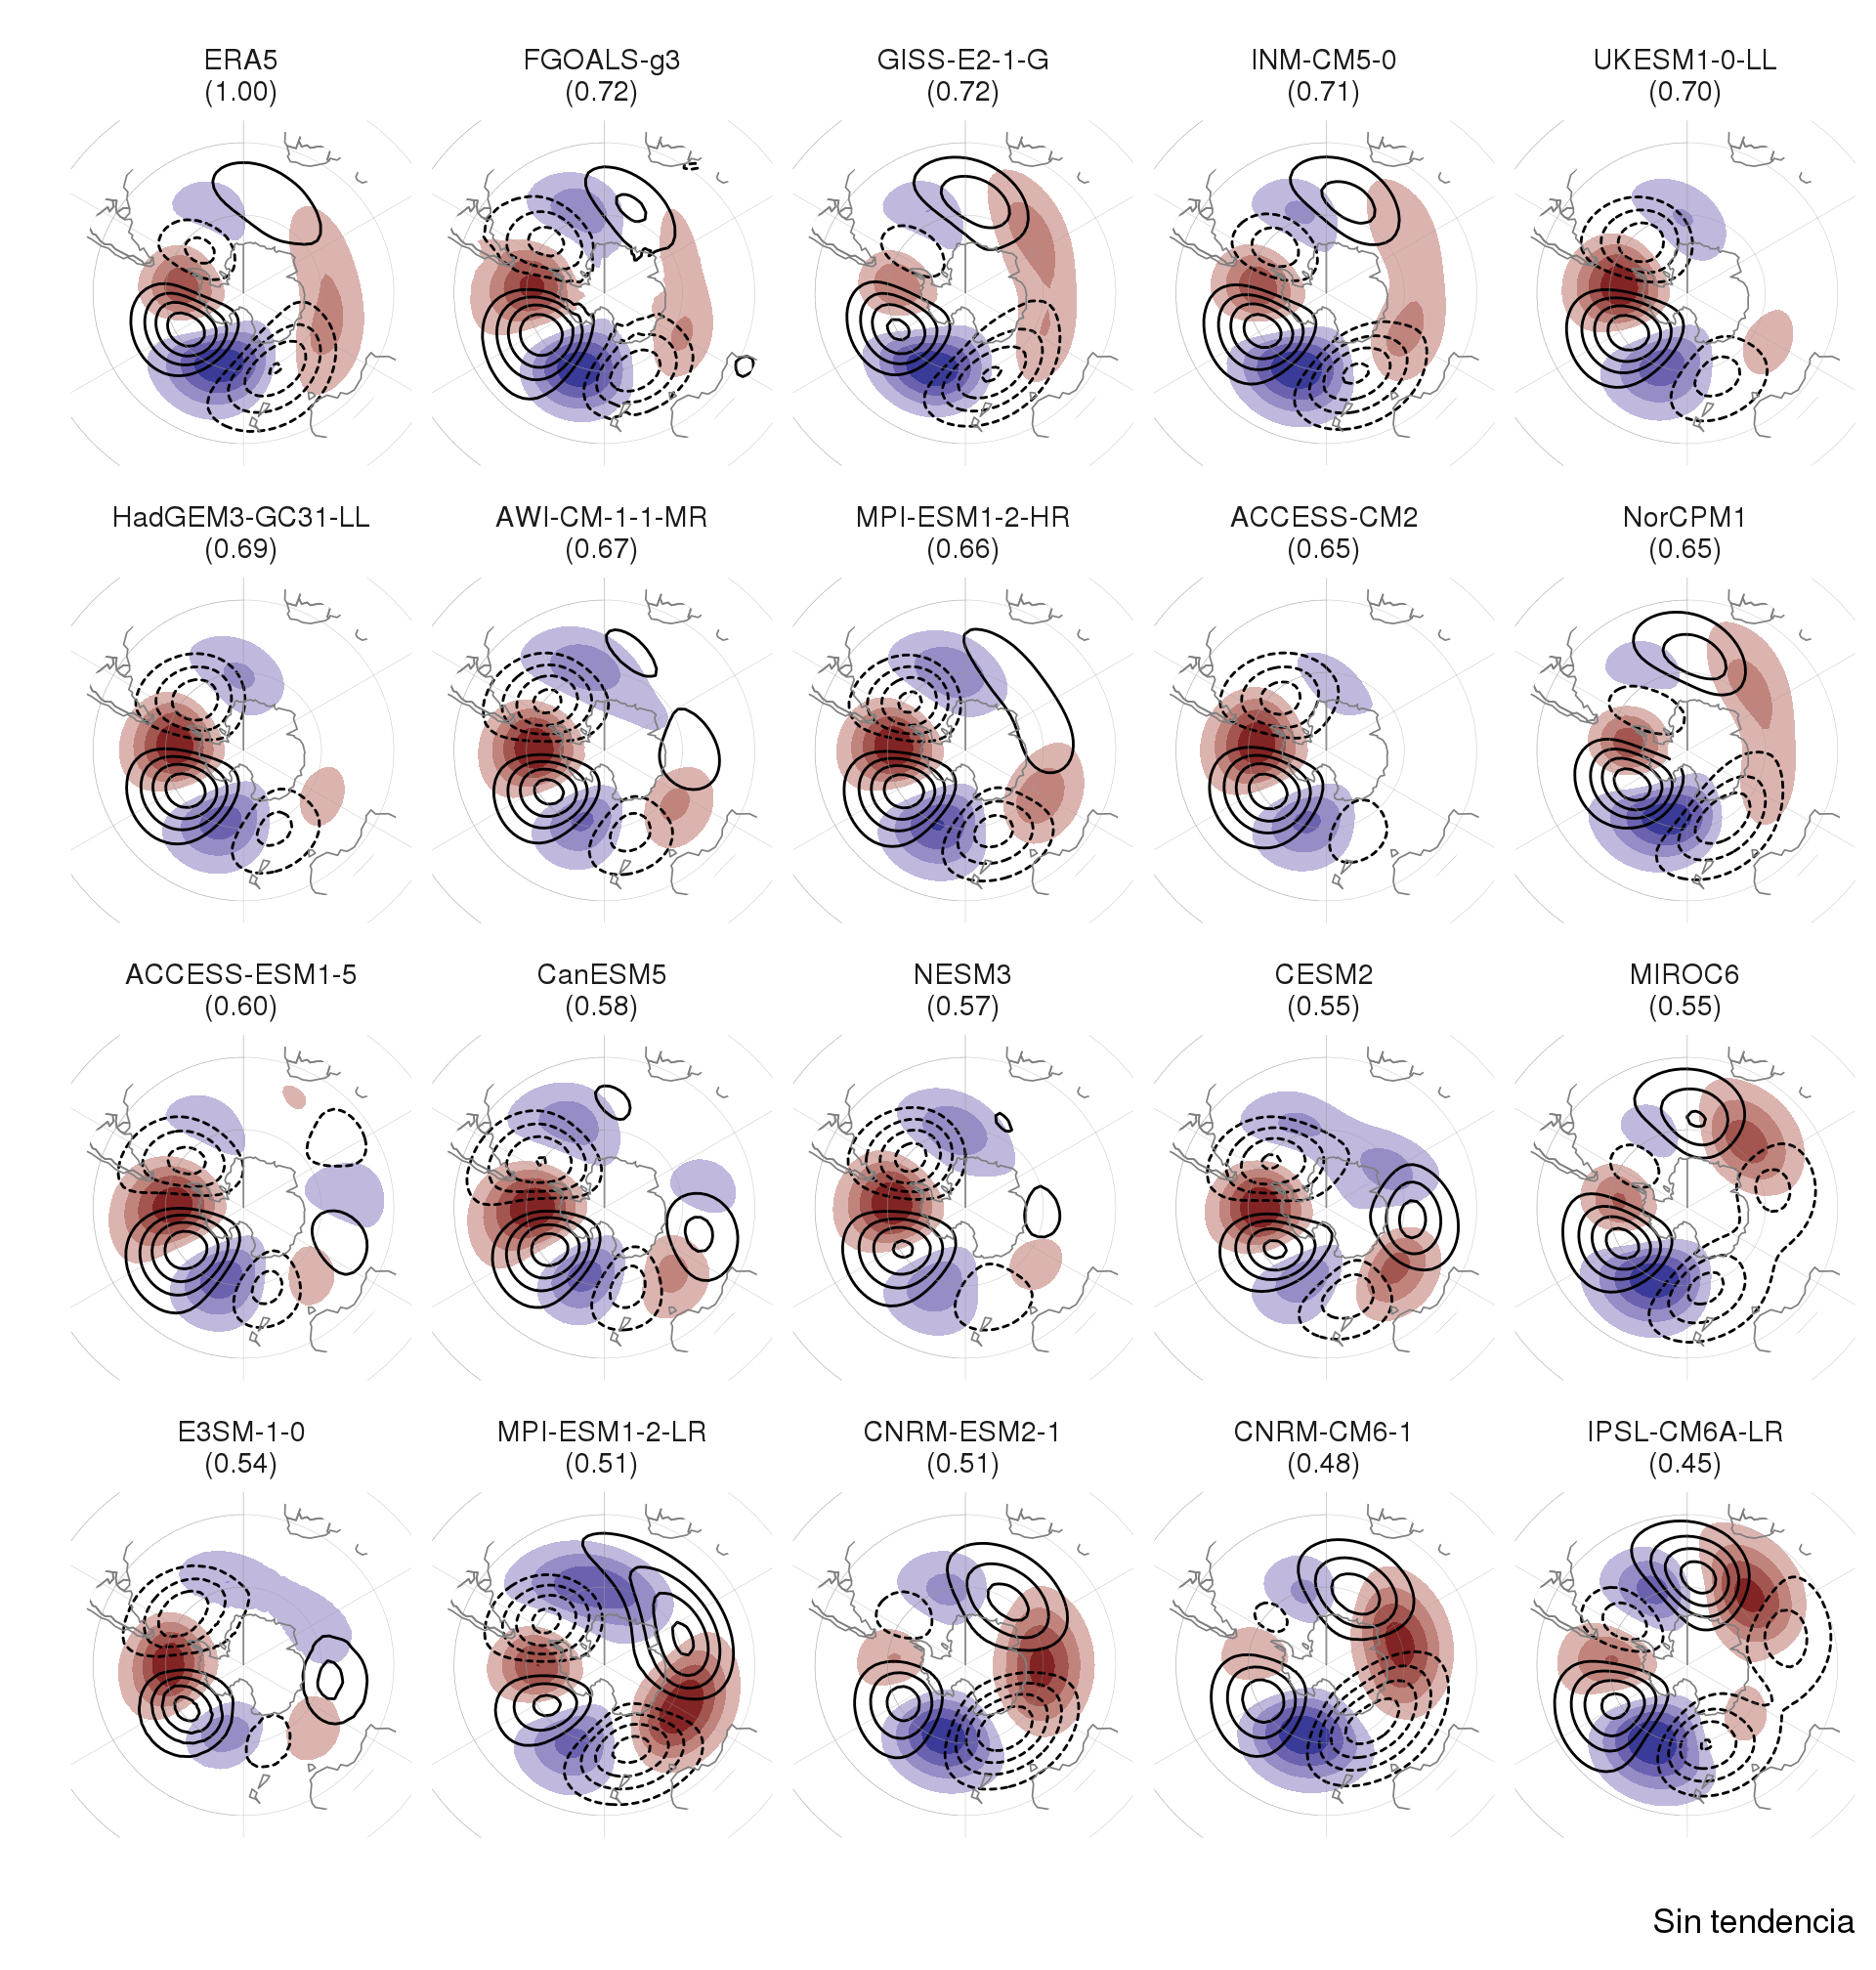 ERA5
(1.00)
FGOALS-g3
(0.72)
GISS-E2-1-G
(0.72)
INM-CM5-0
(0.71)
UKESM1-0-LL
(0.70)
HadGEM3-GC31-LL
(0.69)
AWI-CM-1-1-MR
(0.67)
MPI-ESM1-2-HR
(0.66)
ACCESS-CM2
(0.65)
NorCPM1
(0.65)
ACCESS-ESM1-5
(0.60)
CanESM5
(0.58)
NESM3
(0.57)
CESM2
(0.55)
MIROC6
(0.55)
E3SM-1-0
(0.54)
MPI-ESM1-2-LR
(0.51)
CNRM-ESM2-1
(0.51)
CNRM-CM6-1
(0.48)
IPSL-CM6A-LR
(0.45)
Sin tendencia